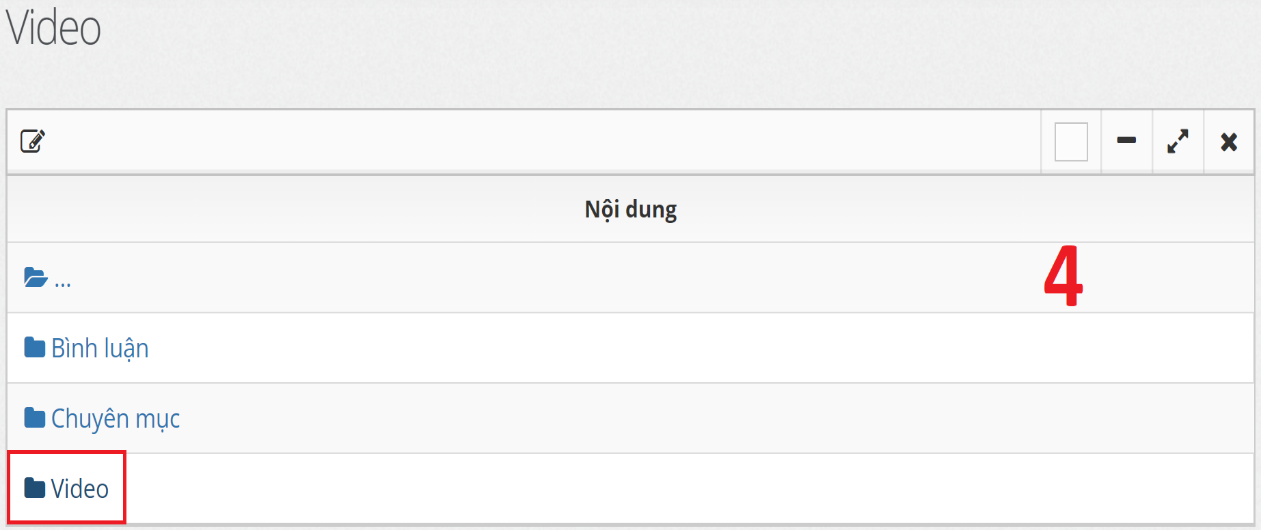 Video
Nội dung
...
4
Bình luận
Chuyên mục
Video